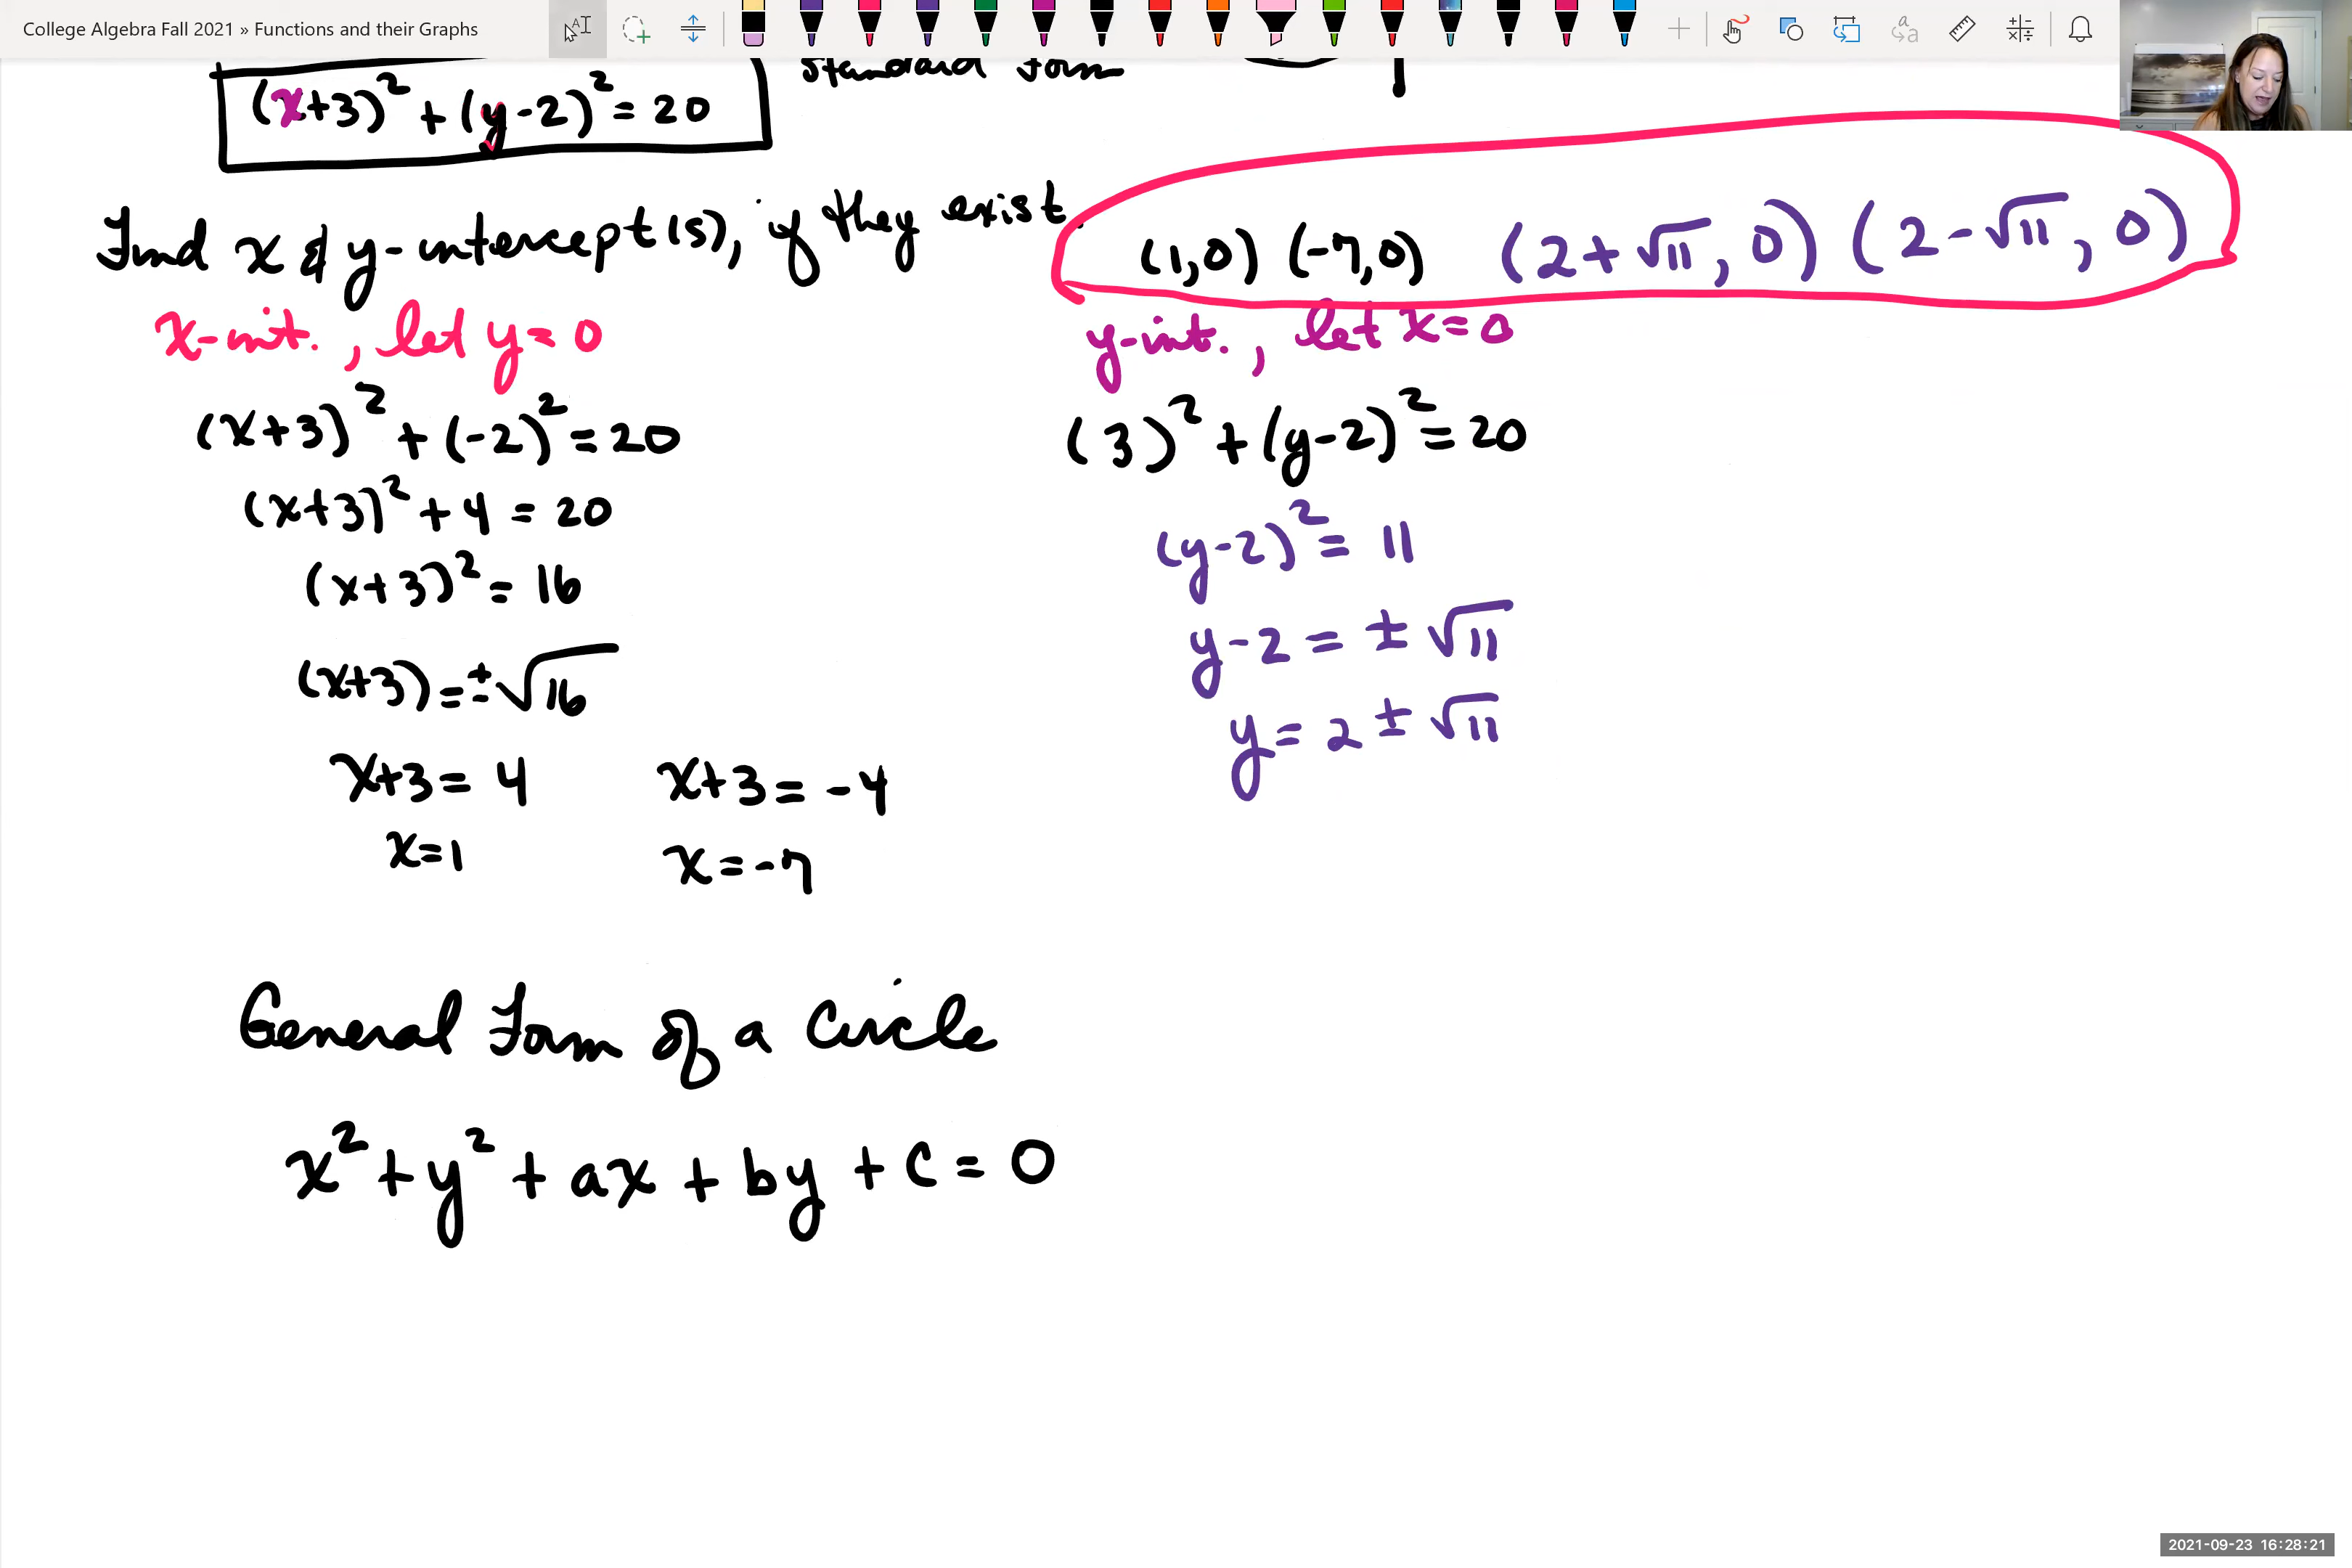 College Algebra Fall 2021 » Functions and their Graphs
Standard Form
(x+3)² + (y-2)² = 20
Find x & y-intercept(s), if they exist.
(1,0) (-7,0) (2+√11, 0) (2-√11, 0)
x-int., let y=0
(x+3)² + (-2)² = 20
(x+3)² + 4 = 20
(x+3)² = 16
(x+3) = ±√16
x+3 = 4 x+3 = -4
x=1 x=-7
y-int., let x=0
(3)² + (y-2)² = 20
(y-2)² = 11
y-2 = ± √11
y = 2 ± √11
General Form of a Circle
x² + y² + ax + by + c = 0
2021-09-23 16:28:21